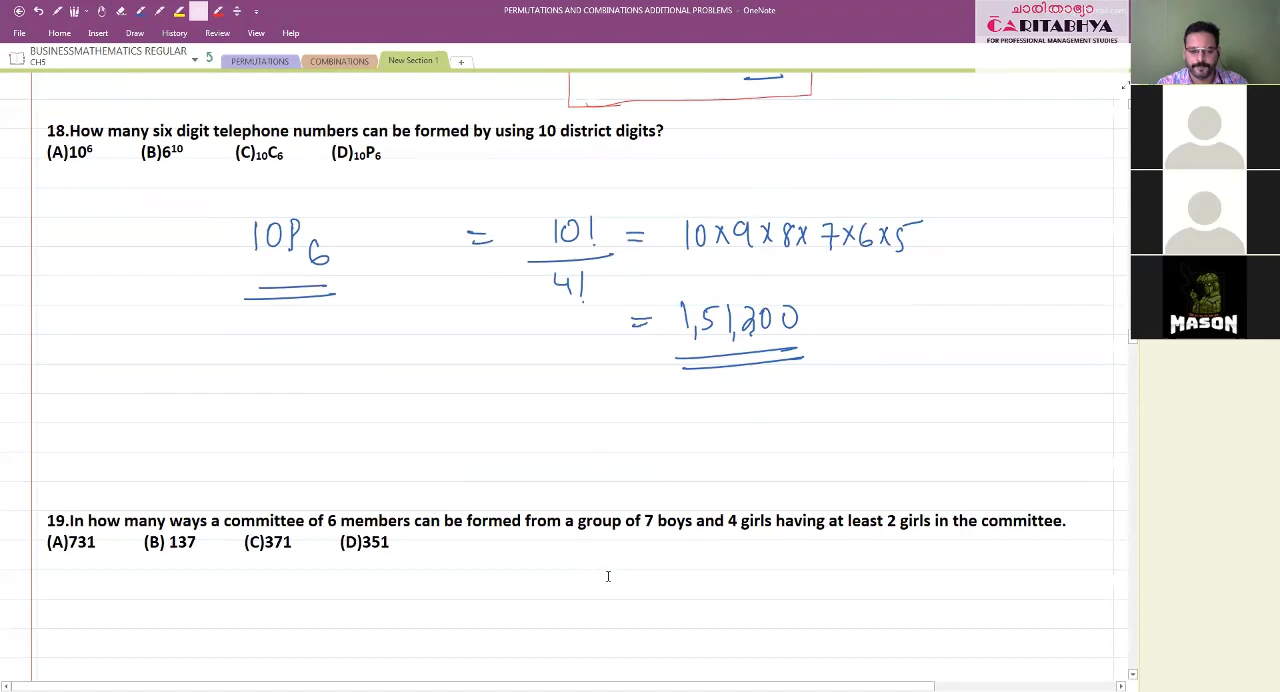 PERMUTATIONS AND COMBINATIONS ADDITIONAL PROBLEMS - OneNote
ചാരിതാഭ്യാ
CARITABHYA
FOR PROFESSIONAL MANAGEMENT STUDIES
File Home Insert Draw History Review View Help
BUSINESSMATHEMATICS REGULAR
CH5
PERMUTATIONS COMBINATIONS New Section 1
18.How many six digit telephone numbers can be formed by using 10 district digits?
(A)10⁶ (B)6¹⁰ (C)₁₀C₆ (D)₁₀P₆
10P₆ = 10!/4! = 10×9×8×7×6×5
= 1,51,200
MASON
19.In how many ways a committee of 6 members can be formed from a group of 7 boys and 4 girls having at least 2 girls in the committee.
(A)731 (B) 137 (C)371 (D)351